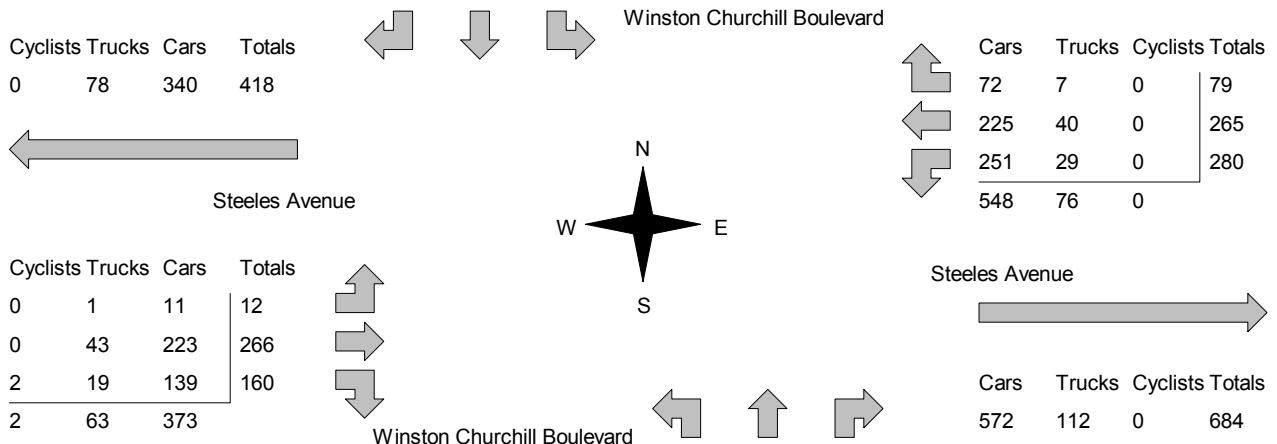 Winston Churchill Boulevard
Cyclists Trucks Cars Totals
0 78 340 418
Cars Trucks Cyclists Totals
72 7 0 79
225 40 0 265
251 29 0 280
548 76 0
Steeles Avenue
N
W E
S
Cyclists Trucks Cars Totals
0 1 11 12
0 43 223 266
2 19 139 160
2 63 373
Steeles Avenue
Cars Trucks Cyclists Totals
572 112 0 684
Winston Churchill Boulevard